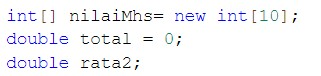 int[] nilaiMhs= new int[10];
double total = 0;
double rata2;